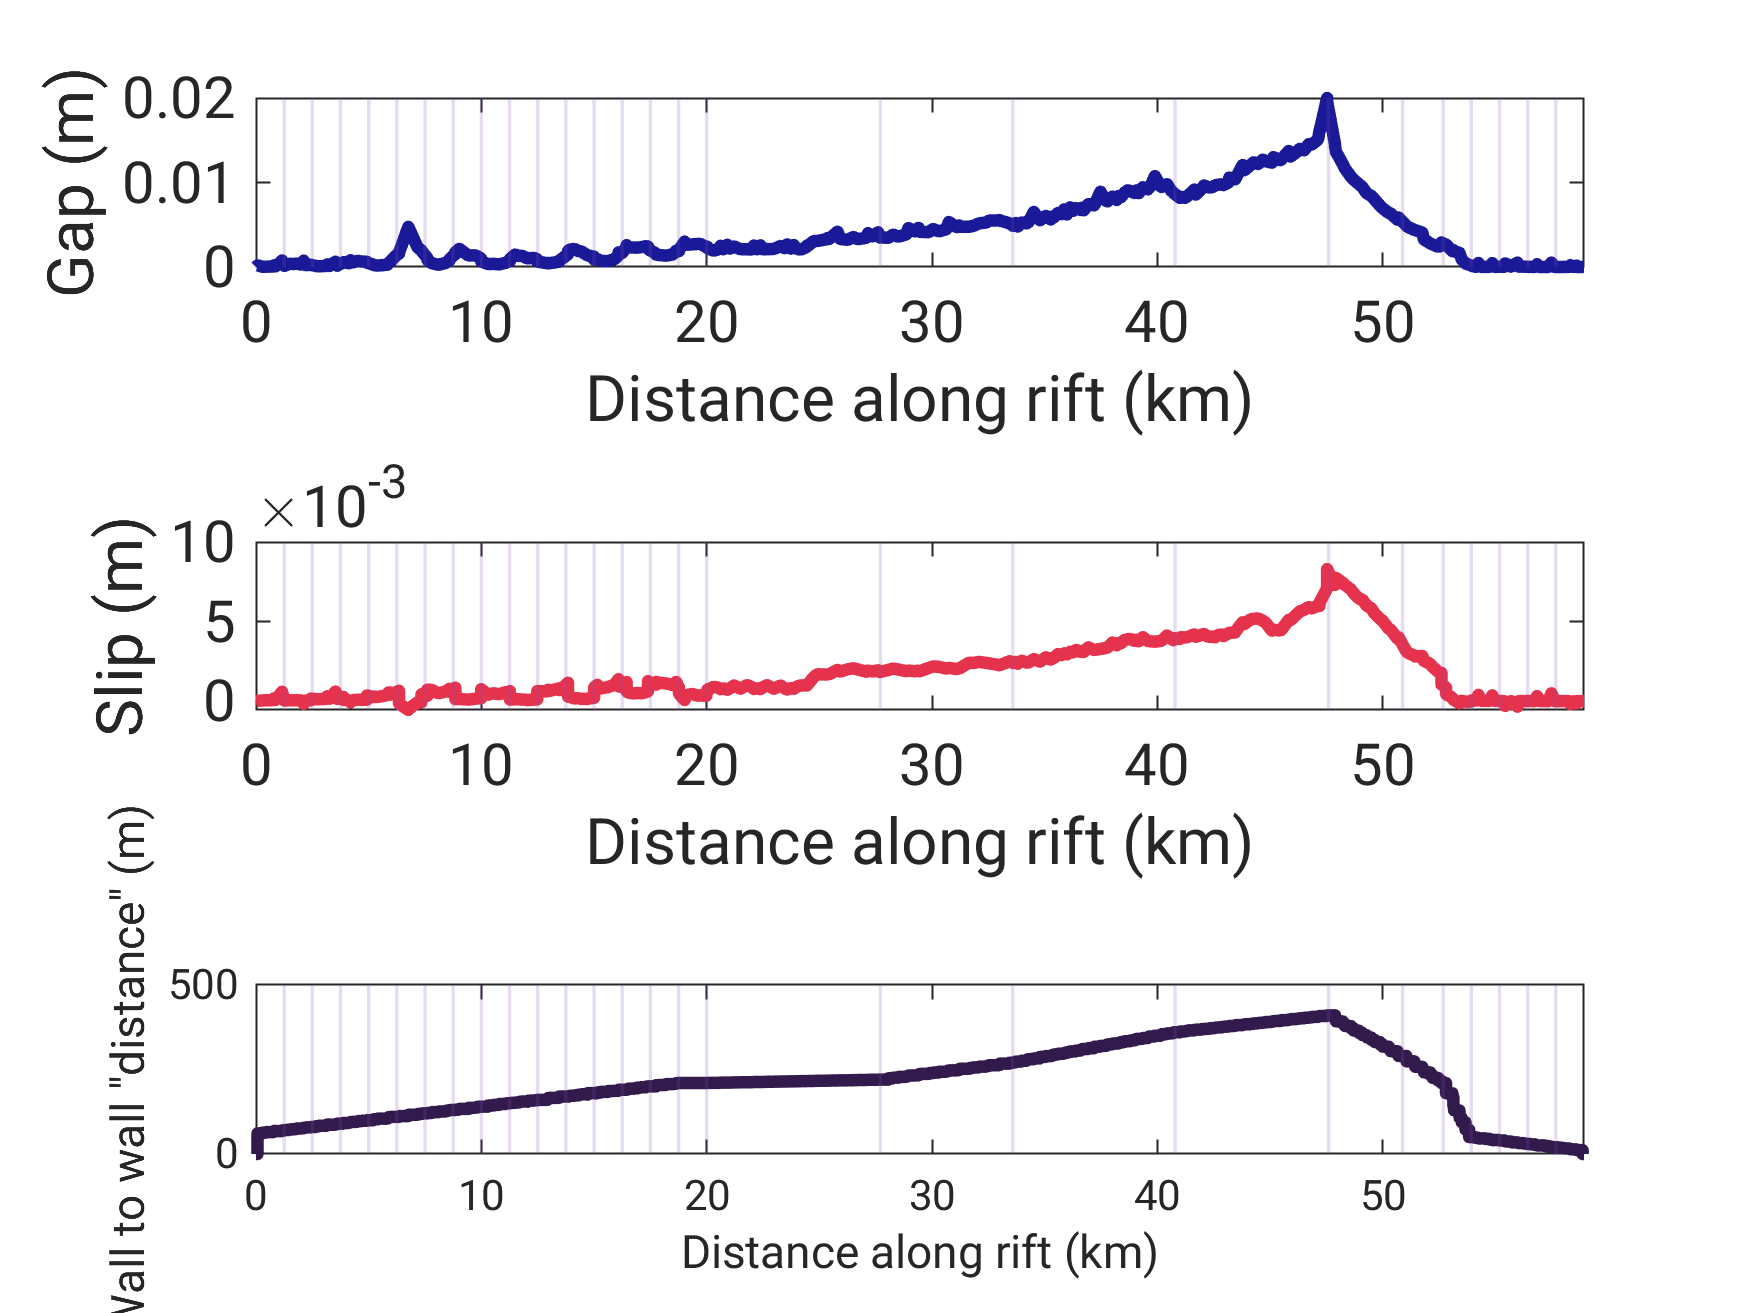 Gap (m)
0.02
0.01
0
0 10 20 30 40 50
Distance along rift (km)
×10-3
Slip (m)
10
5
0
0 10 20 30 40 50
Distance along rift (km)
Wall to wall "distance" (m)
500
0
0 10 20 30 40 50
Distance along rift (km)